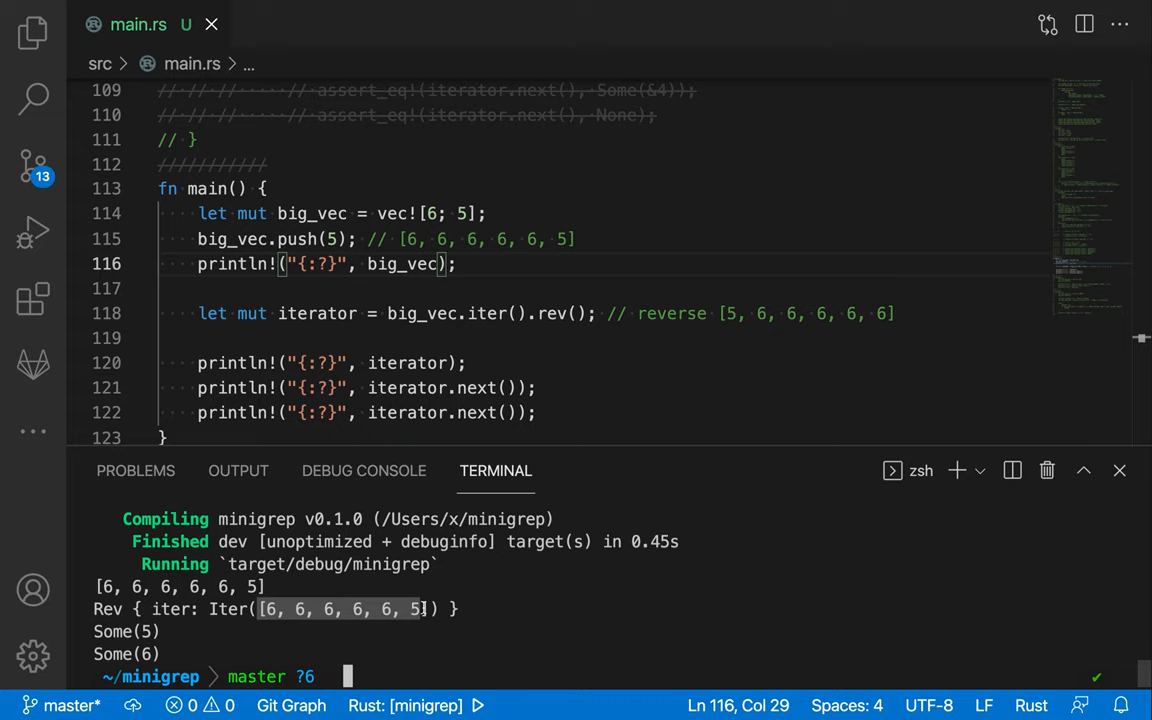 main.rs U
src > main.rs > ...
109 // // // ····· // assert_eq!(iterator.next(), Some(&4));
110 // // // ····· // assert_eq!(iterator.next(), None);
111 // }
112 ///////////
113 fn main() {
114 ····let mut big_vec = vec![6; 5];
115 ····big_vec.push(5); // [6, 6, 6, 6, 6, 5]
116 ····println!("{:?}", big_vec);
117
118 ····let mut iterator = big_vec.iter().rev(); // reverse [5, 6, 6, 6, 6, 6]
119
120 ····println!("{:?}", iterator);
121 ····println!("{:?}", iterator.next());
122 ····println!("{:?}", iterator.next());
123 }
13
PROBLEMS OUTPUT DEBUG CONSOLE TERMINAL zsh
Compiling minigrep v0.1.0 (/Users/x/minigrep)
Finished dev [unoptimized + debuginfo] target(s) in 0.45s
Running `target/debug/minigrep`
[6, 6, 6, 6, 6, 5]
Rev { iter: Iter([6, 6, 6, 6, 6, 5]) }
Some(5)
Some(6)
~/minigrep > master ?6
master* 0 0 Git Graph Rust: [minigrep] Ln 116, Col 29 Spaces: 4 UTF-8 LF Rust